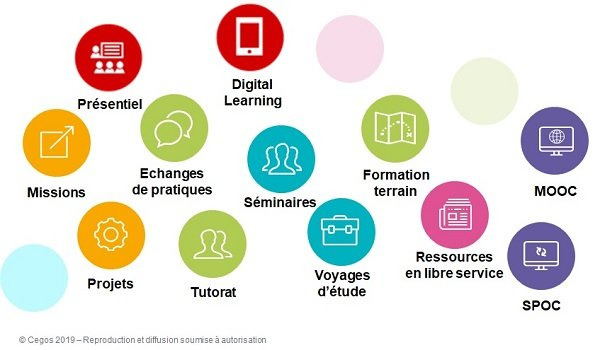 Présentiel
Digital
Learning
Missions
Echanges
de pratiques
Séminaires
Formation
terrain
MOOC
Projets
Tutorat
Voyages
d'étude
Ressources
en libre service
SPOC
© Cegos 2019 – Reproduction et diffusion soumise à autorisation